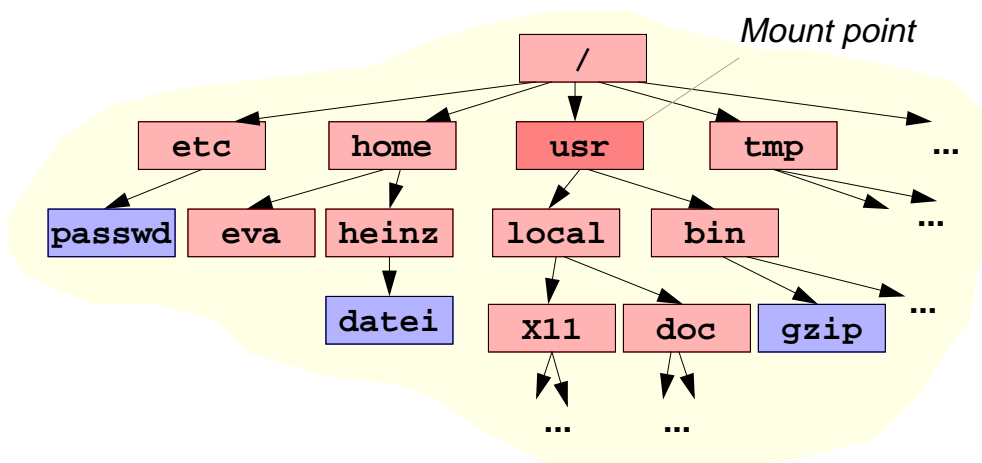 Mount point
/
etc home usr tmp ...
passwd eva heinz local bin ...
datei X11 doc gzip ...
... ...